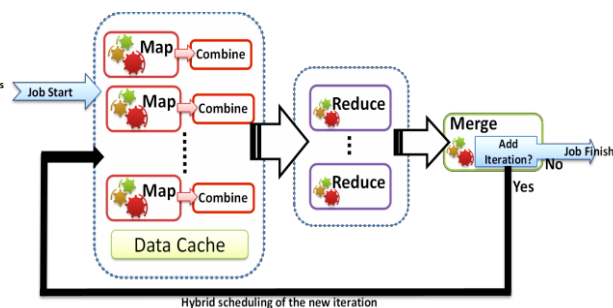 Map
Combine
s
Job Start
Map
Combine
Reduce
Merge
Add
Iteration?
Job Finish
No
Yes
Map
Combine
Reduce
Data Cache
Hybrid scheduling of the new iteration